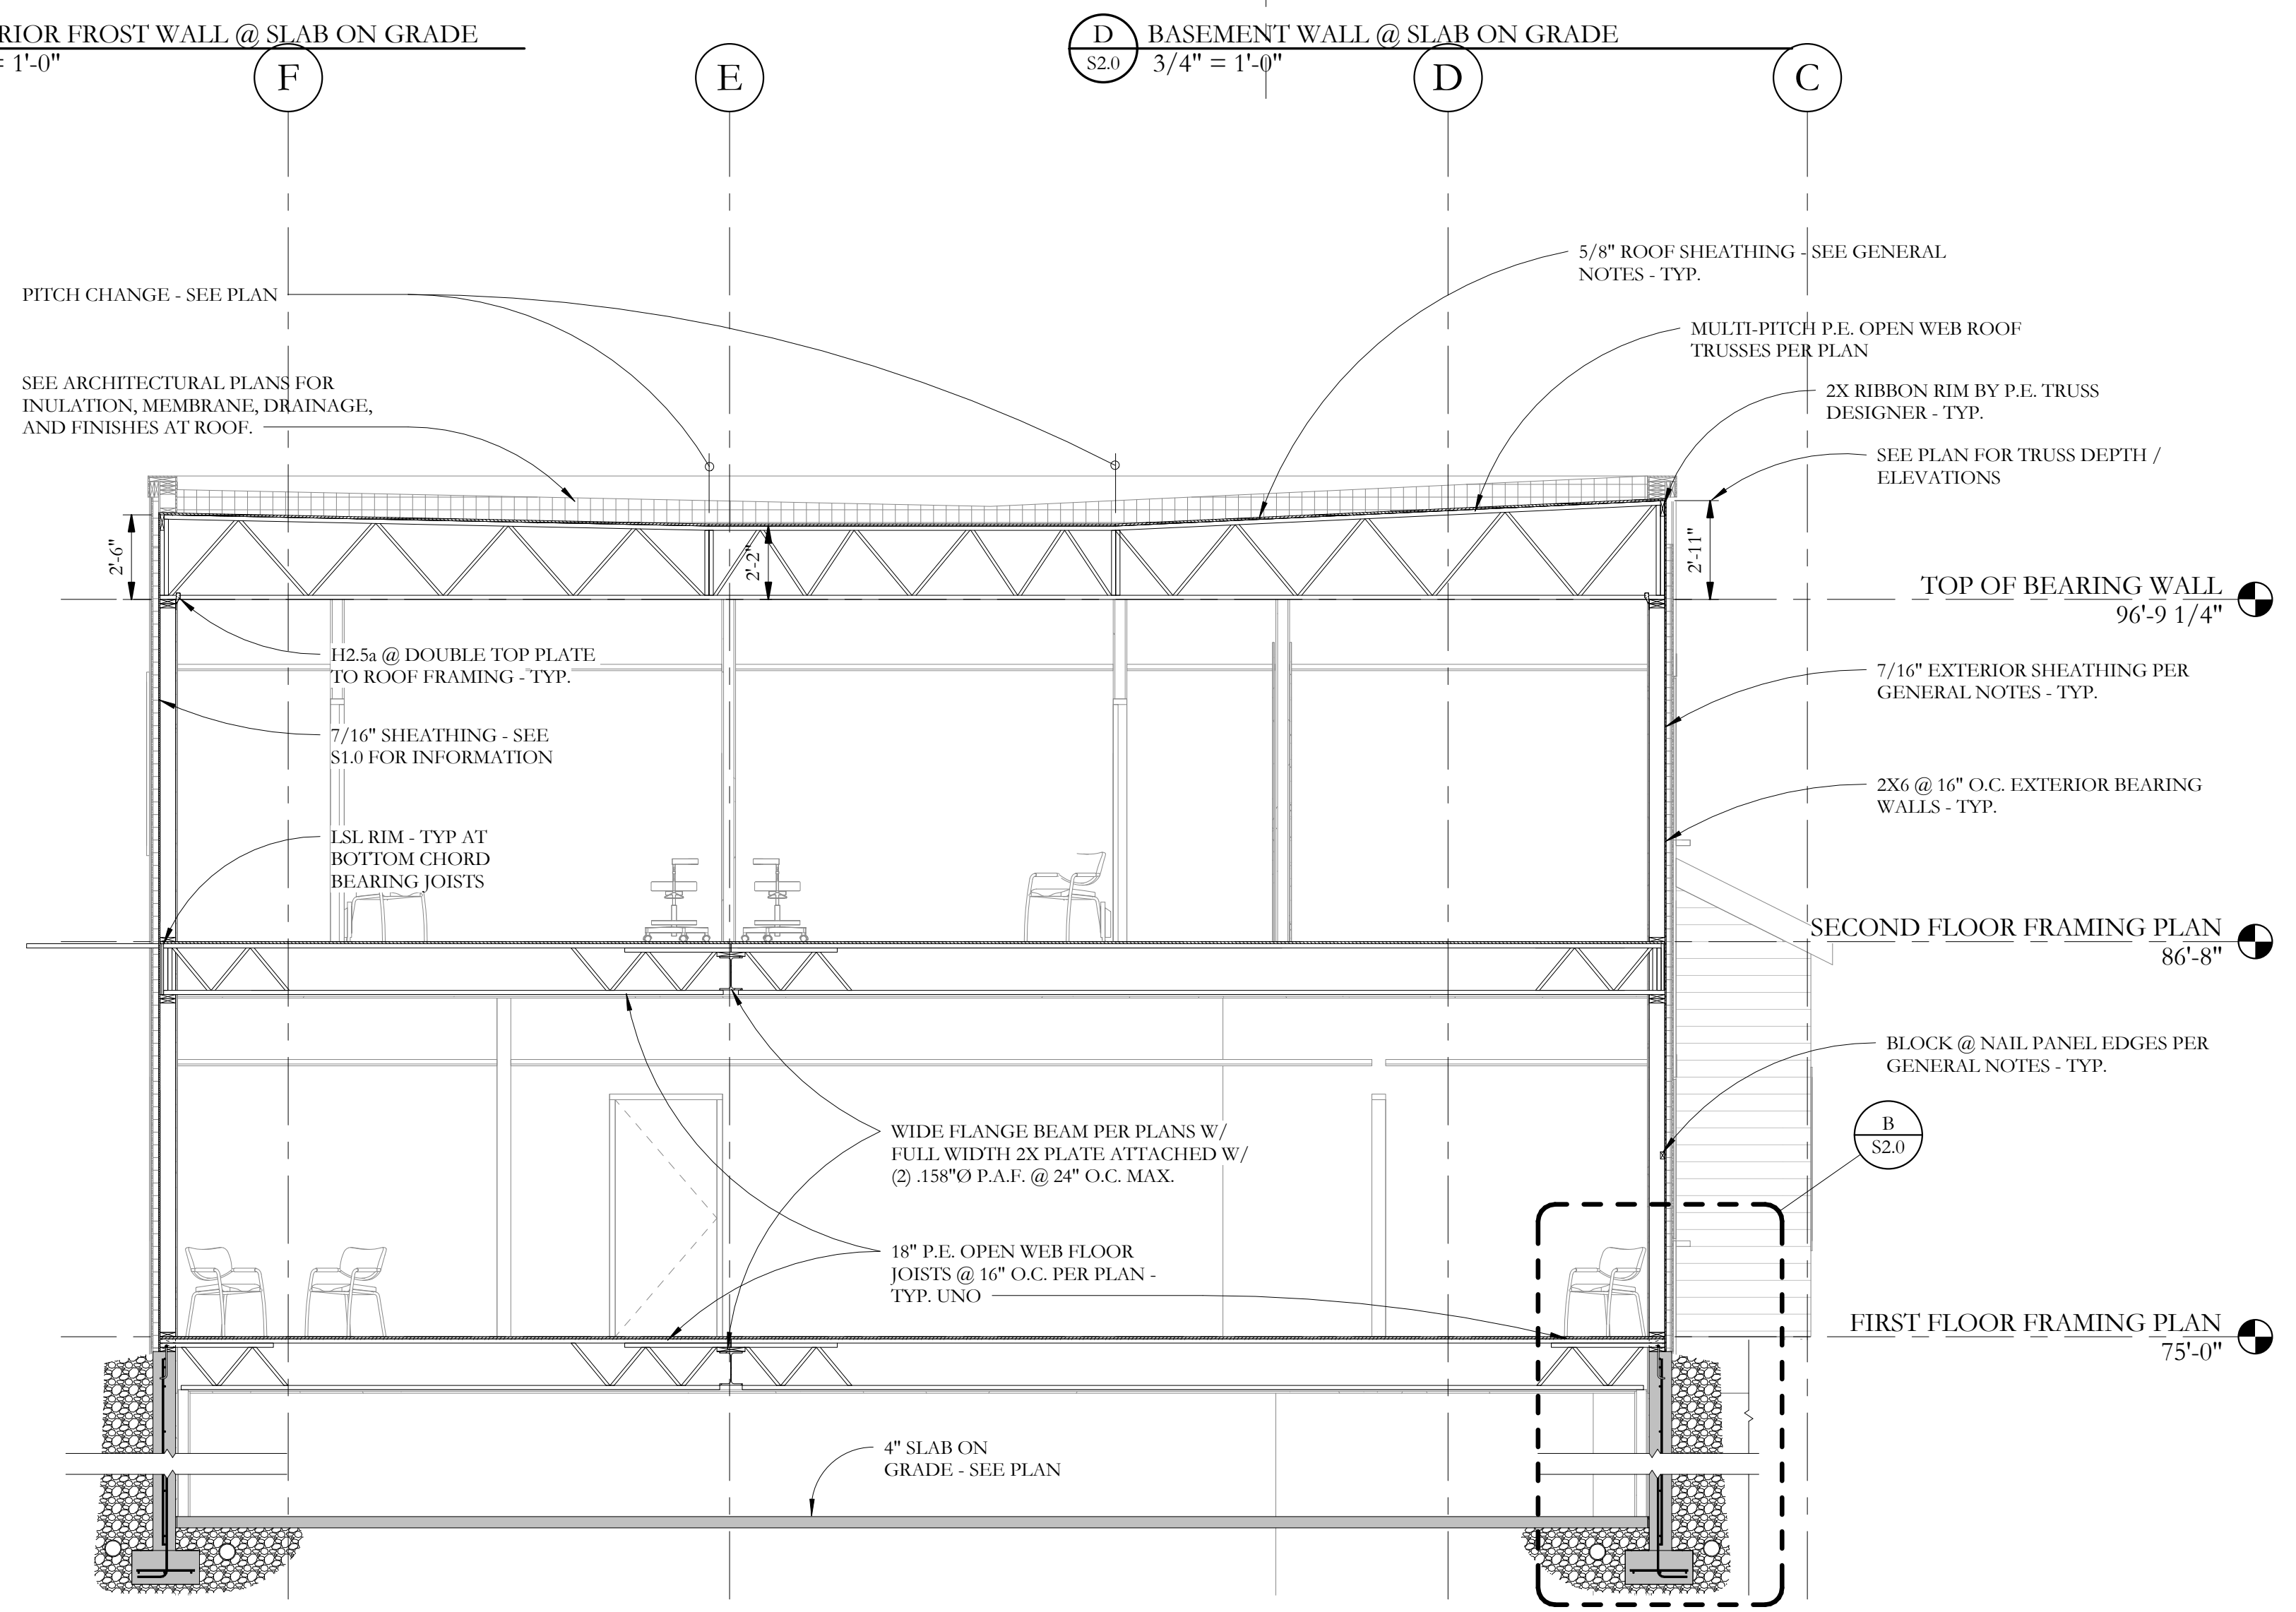 RIOR FROST WALL @ SLAB ON GRADE
= 1'-0"
D
S2.0
BASEMENT WALL @ SLAB ON GRADE
3/4" = 1'-0"
F
E
D
C
5/8" ROOF SHEATHING - SEE GENERAL
NOTES - TYP.
PITCH CHANGE - SEE PLAN
MULTI-PITCH P.E. OPEN WEB ROOF
TRUSSES PER PLAN
SEE ARCHITECTURAL PLANS FOR
INULATION, MEMBRANE, DRAINAGE,
AND FINISHES AT ROOF.
2X RIBBON RIM BY P.E. TRUSS
DESIGNER - TYP.
SEE PLAN FOR TRUSS DEPTH /
ELEVATIONS
2'-6"
2'-2"
2'-11"
TOP OF BEARING WALL
96'-9 1/4"
H2.5a @ DOUBLE TOP PLATE
TO ROOF FRAMING - TYP.
7/16" EXTERIOR SHEATHING PER
GENERAL NOTES - TYP.
7/16" SHEATHING - SEE
S1.0 FOR INFORMATION
2X6 @ 16" O.C. EXTERIOR BEARING
WALLS - TYP.
LSL RIM - TYP AT
BOTTOM CHORD
BEARING JOISTS
SECOND FLOOR FRAMING PLAN
86'-8"
BLOCK @ NAIL PANEL EDGES PER
GENERAL NOTES - TYP.
B
S2.0
WIDE FLANGE BEAM PER PLANS W/
FULL WIDTH 2X PLATE ATTACHED W/
(2) .158"Ø P.A.F. @ 24" O.C. MAX.
18" P.E. OPEN WEB FLOOR
JOISTS @ 16" O.C. PER PLAN -
TYP. UNO
FIRST FLOOR FRAMING PLAN
75'-0"
4" SLAB ON
GRADE - SEE PLAN